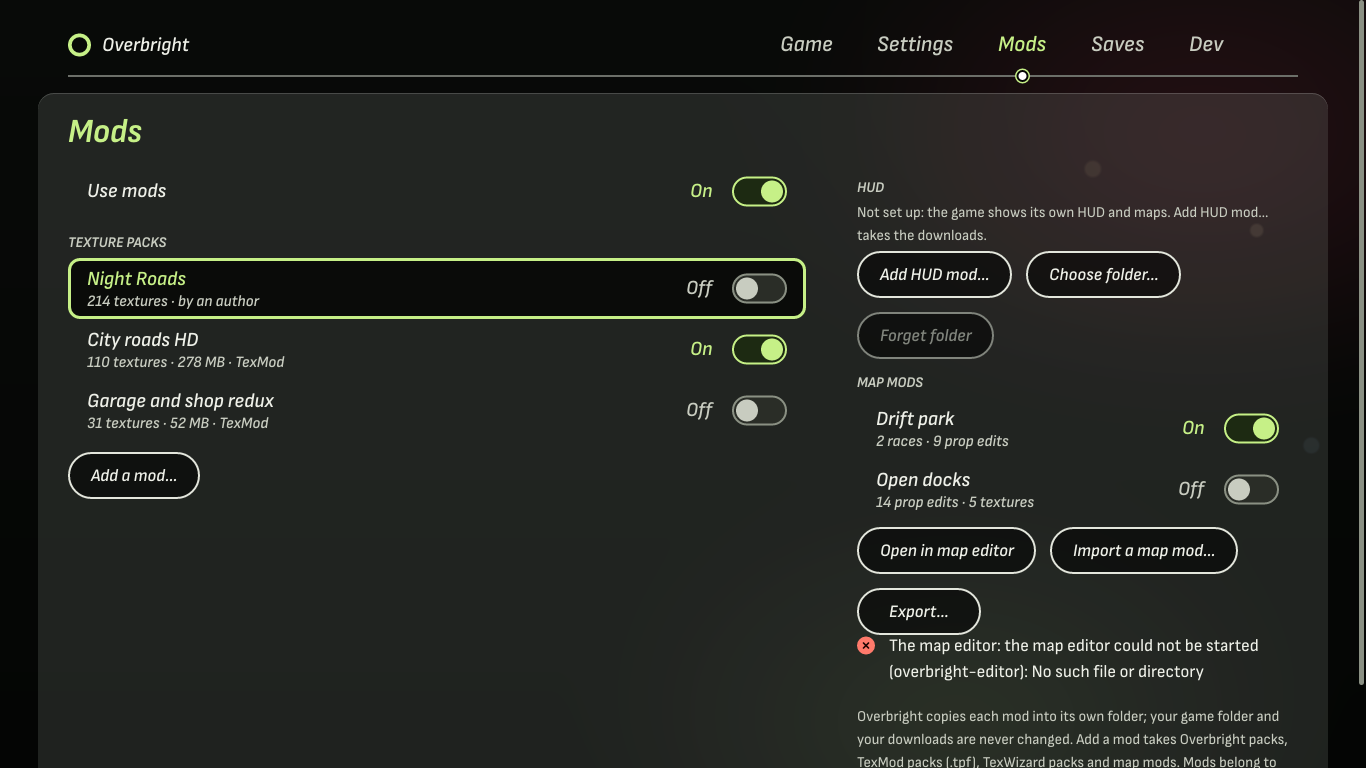 Overbright
Game Settings Mods Saves Dev
Mods
Use mods On
TEXTURE PACKS
Night Roads
214 textures · by an author
Off
City roads HD
110 textures · 278 MB · TexMod
On
Garage and shop redux
31 textures · 52 MB · TexMod
Off
Add a mod...
HUD
Not set up: the game shows its own HUD and maps. Add HUD mod...
takes the downloads.
Add HUD mod... Choose folder...
Forget folder
MAP MODS
Drift park
2 races · 9 prop edits
On
Open docks
14 prop edits · 5 textures
Off
Open in map editor Import a map mod...
Export...
The map editor: the map editor could not be started
(overbright-editor): No such file or directory
Overbright copies each mod into its own folder; your game folder and
your downloads are never changed. Add a mod takes Overbright packs,
TexMod packs (.tpf), TexWizard packs and map mods. Mods belong to